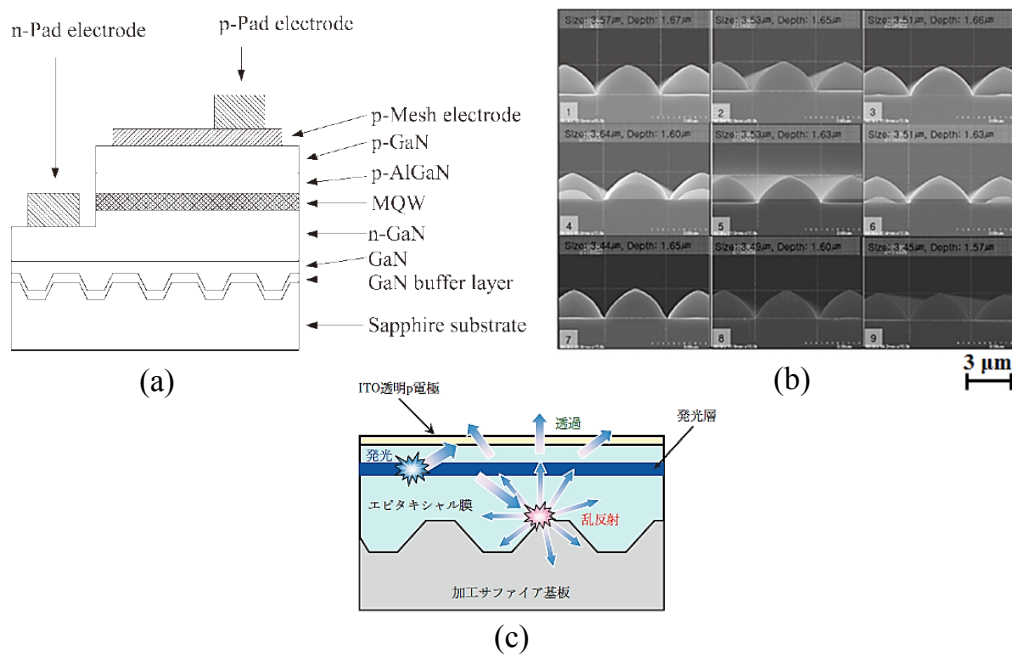 n-Pad electrode
p-Pad electrode
p-Mesh electrode
p-GaN
p-AlGaN
MQW
n-GaN
GaN
GaN buffer layer
Sapphire substrate
(a)
Size: 3.57㎛, Depth: 1.67㎛
Size: 3.53㎛, Depth: 1.65㎛
Size: 3.51㎛, Depth: 1.66㎛
1
2
3
Size: 3.64㎛, Depth: 1.60㎛
Size: 3.53㎛, Depth: 1.63㎛
Size: 3.51㎛, Depth: 1.63㎛
4
5
6
Size: 3.44㎛, Depth: 1.65㎛
Size: 3.49㎛, Depth: 1.60㎛
Size: 3.45㎛, Depth: 1.57㎛
7
8
9
(b)
3 μm
ITO透明p電極
透過
発光層
発光
エピタキシャル膜
乱反射
加工サファイア基板
(c)